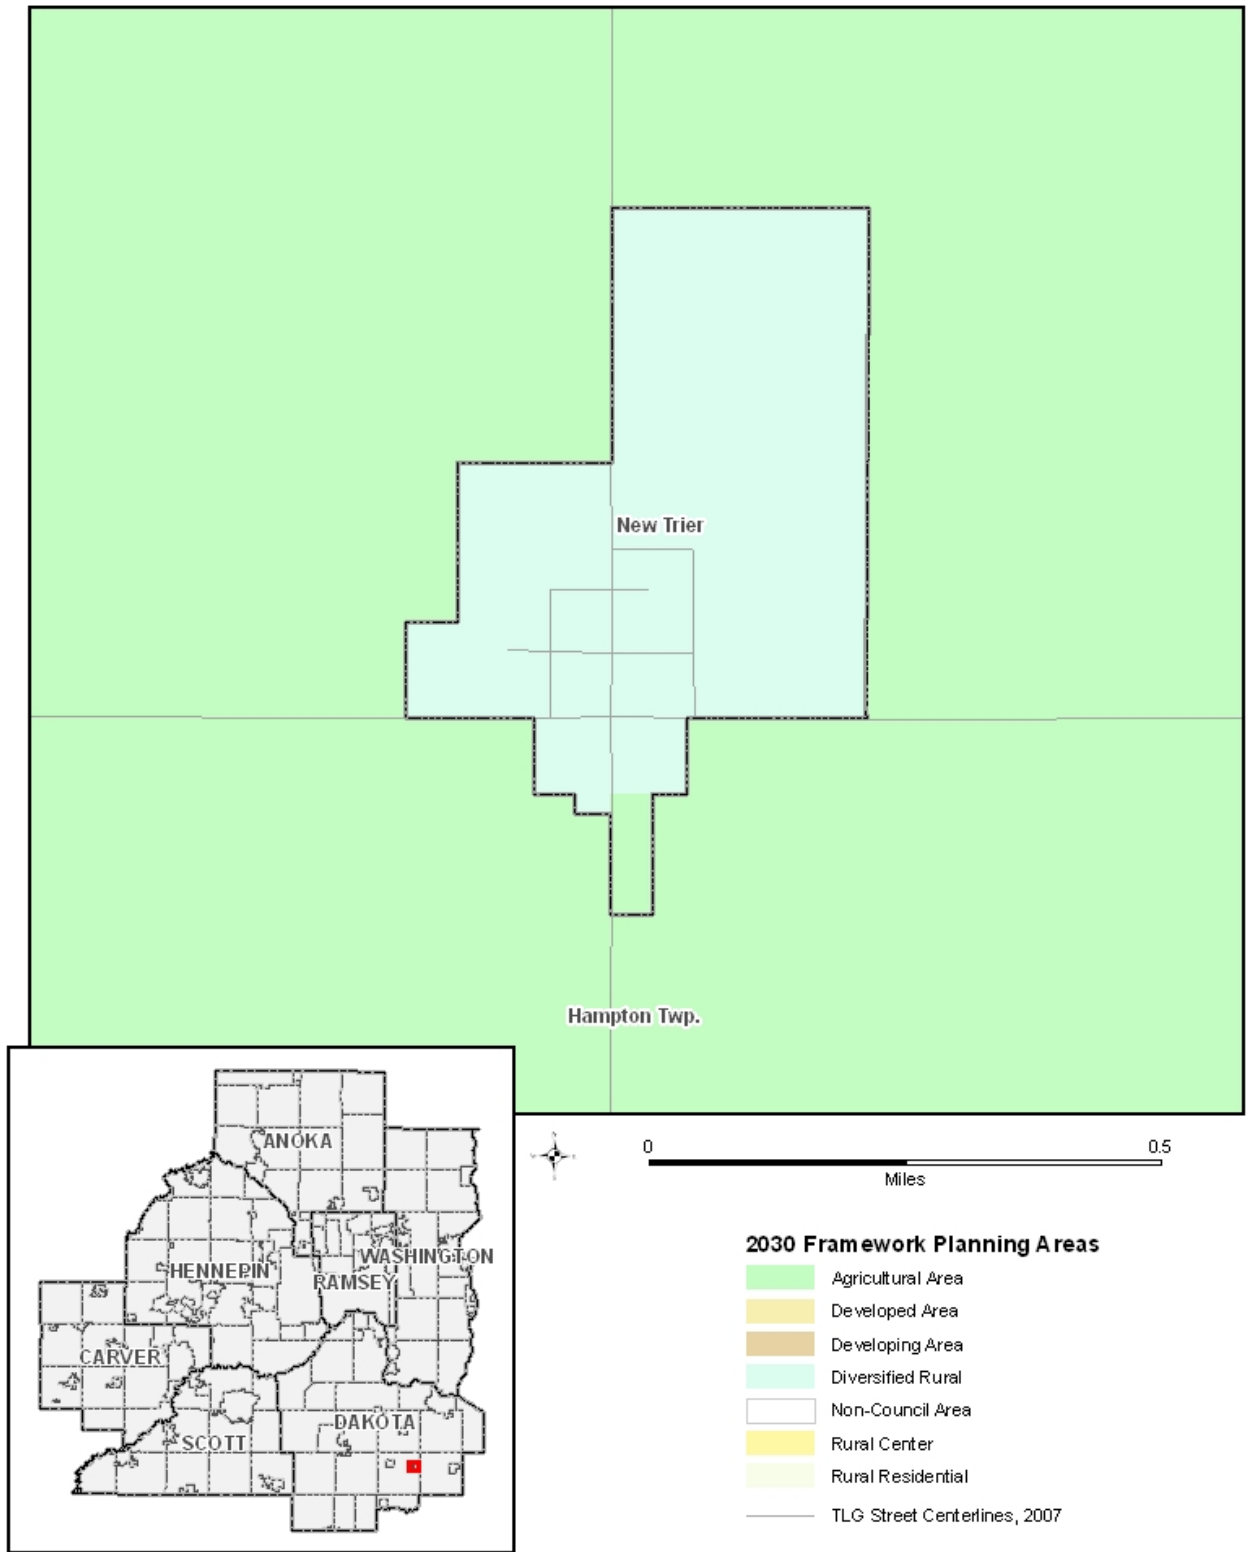 New Trier
Hampton Twp.
ANOKA
WASHINGTON
HENNEPIN
RAMSEY
CARVER
DAKOTA
SCOTT
0 0.5
Miles
2030 Framework Planning Areas
Agricultural Area
Developed Area
Developing Area
Diversified Rural
Non-Council Area
Rural Center
Rural Residential
TLG Street Centerlines, 2007